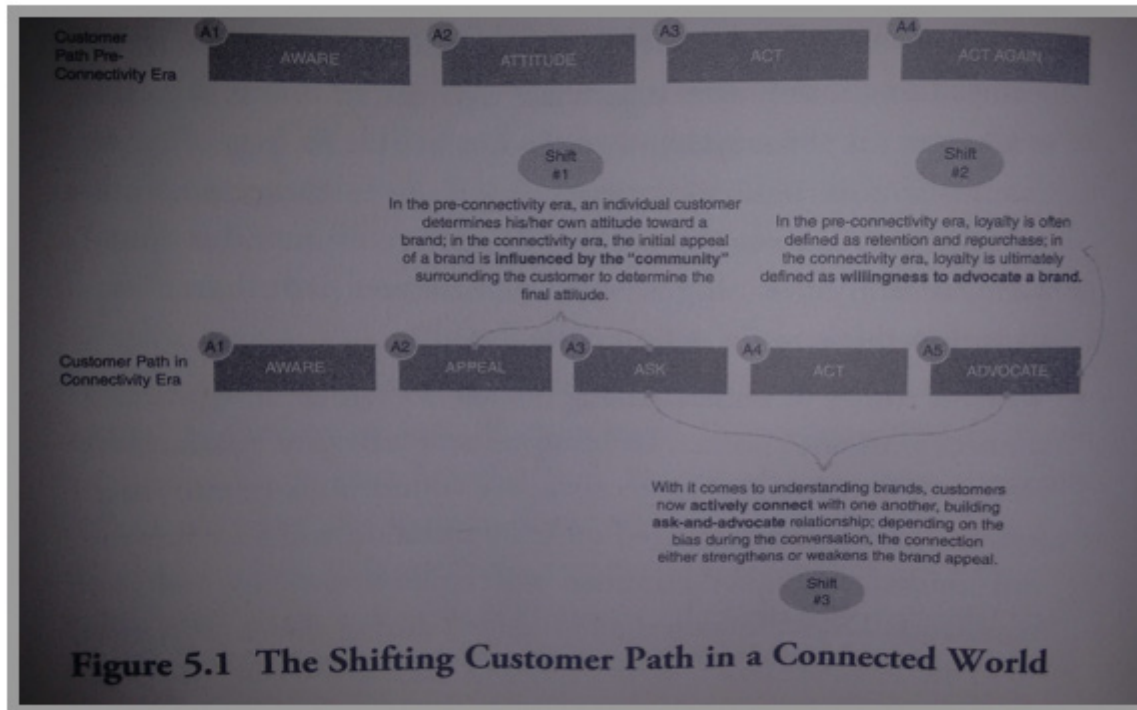 Customer
Path Pre-
Connectivity Era
A1
AWARE
A2
ATTITUDE
A3
ACT
A4
ACT AGAIN
Shift
#1
In the pre-connectivity era, an individual customer
determines his/her own attitude toward a
brand; in the connectivity era, the initial appeal
of a brand is influenced by the "community"
surrounding the customer to determine the
final attitude.
Shift
#2
In the pre-connectivity era, loyalty is often
defined as retention and repurchase; in
the connectivity era, loyalty is ultimately
defined as willingness to advocate a brand.
Customer Path in
Connectivity Era
A1
AWARE
A2
APPEAL
A3
ASK
A4
ACT
A5
ADVOCATE
With it comes to understanding brands, customers
now actively connect with one another, building
ask-and-advocate relationship; depending on the
bias during the conversation, the connection
either strengthens or weakens the brand appeal.
Shift
#3
Figure 5.1 The Shifting Customer Path in a Connected World